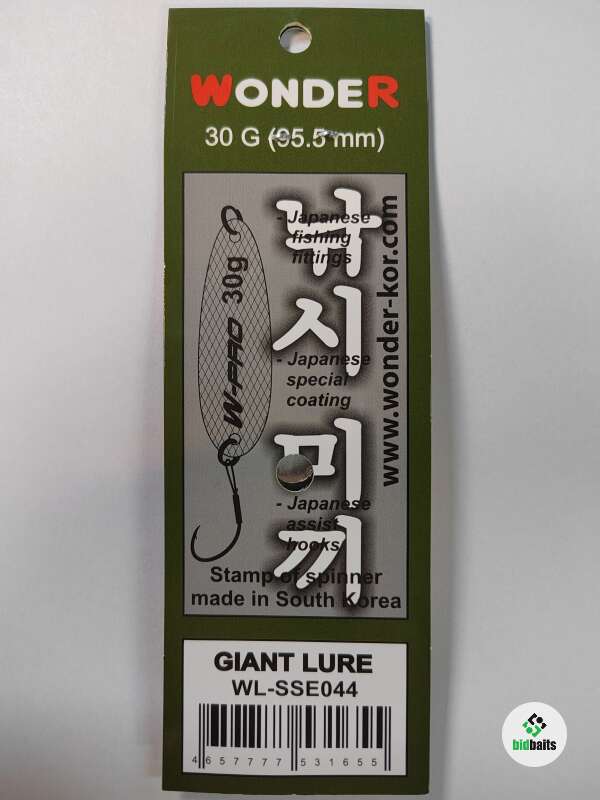 WONDER
30 G (95.5 mm)
- Japanese
fishing
fittings
W-PRO 30g
낚시 미끼
www.wonder-kor.com
- Japanese
special
coating
- Japanese
assist
hooks
Stamp of spinner
made in South Korea
GIANT LURE
WL-SSE044
4 657777 531655
bidbaits